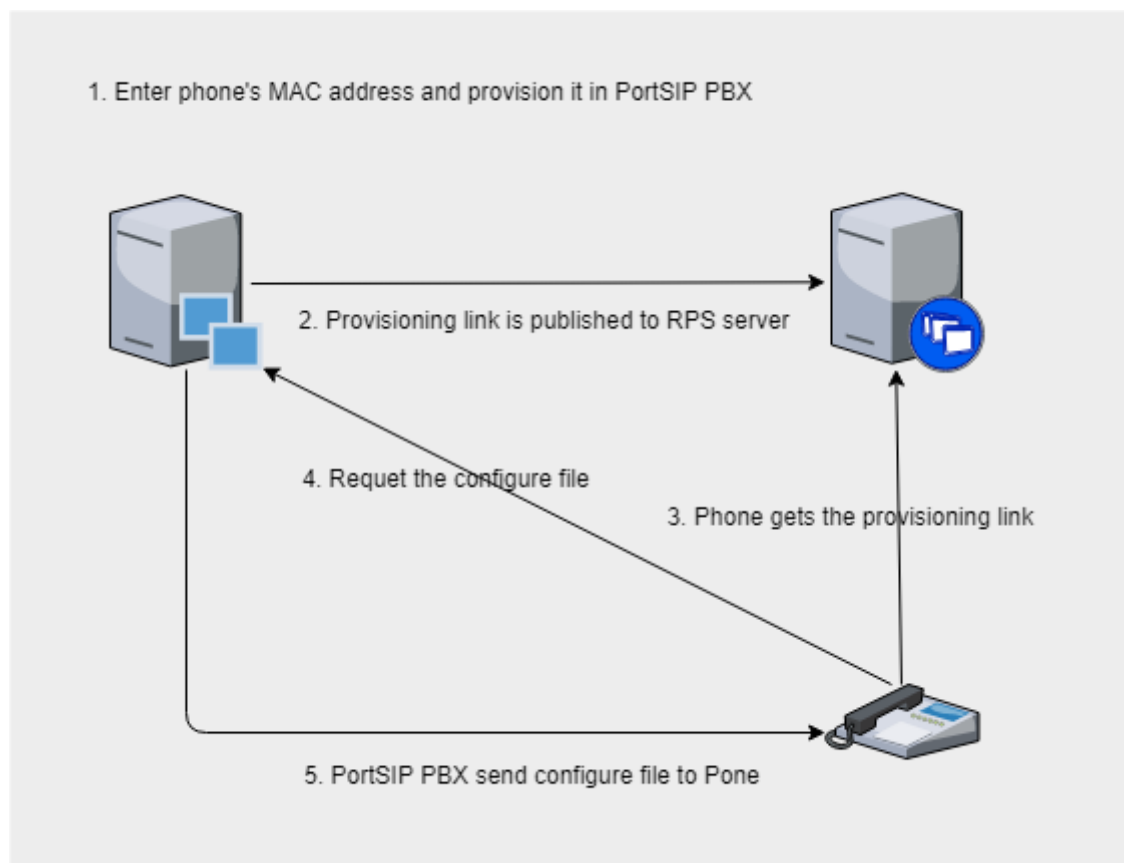 1. Enter phone's MAC address and provision it in PortSIP PBX
2. Provisioning link is published to RPS server
4. Requet the configure file
3. Phone gets the provisioning link
5. PortSIP PBX send configure file to Pone